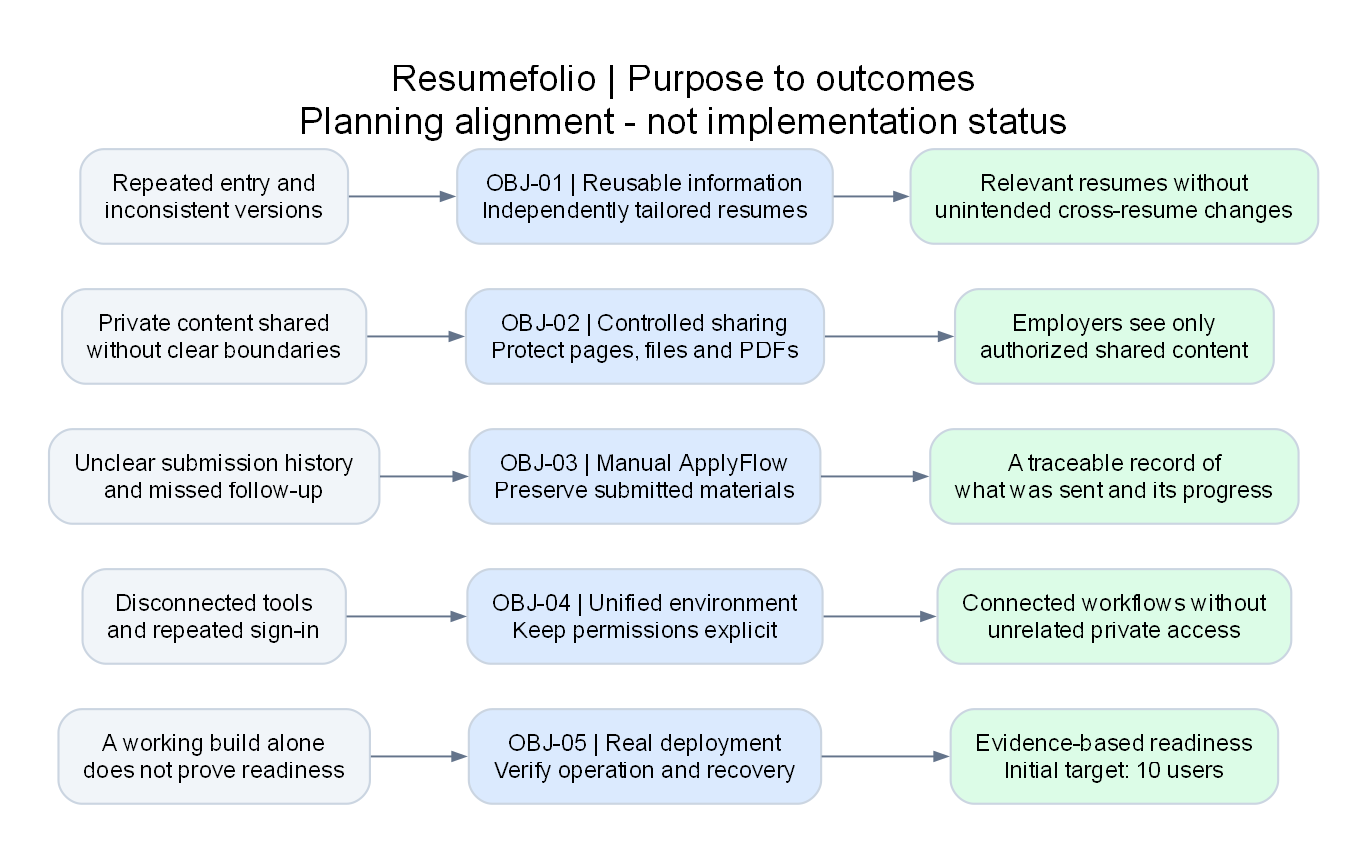 Resumefolio | Purpose to outcomes
Planning alignment - not implementation status
Repeated entry and
inconsistent versions
OBJ-01 | Reusable information
Independently tailored resumes
Relevant resumes without
unintended cross-resume changes
Private content shared
without clear boundaries
OBJ-02 | Controlled sharing
Protect pages, files and PDFs
Employers see only
authorized shared content
Unclear submission history
and missed follow-up
OBJ-03 | Manual ApplyFlow
Preserve submitted materials
A traceable record of
what was sent and its progress
Disconnected tools
and repeated sign-in
OBJ-04 | Unified environment
Keep permissions explicit
Connected workflows without
unrelated private access
A working build alone
does not prove readiness
OBJ-05 | Real deployment
Verify operation and recovery
Evidence-based readiness
Initial target: 10 users